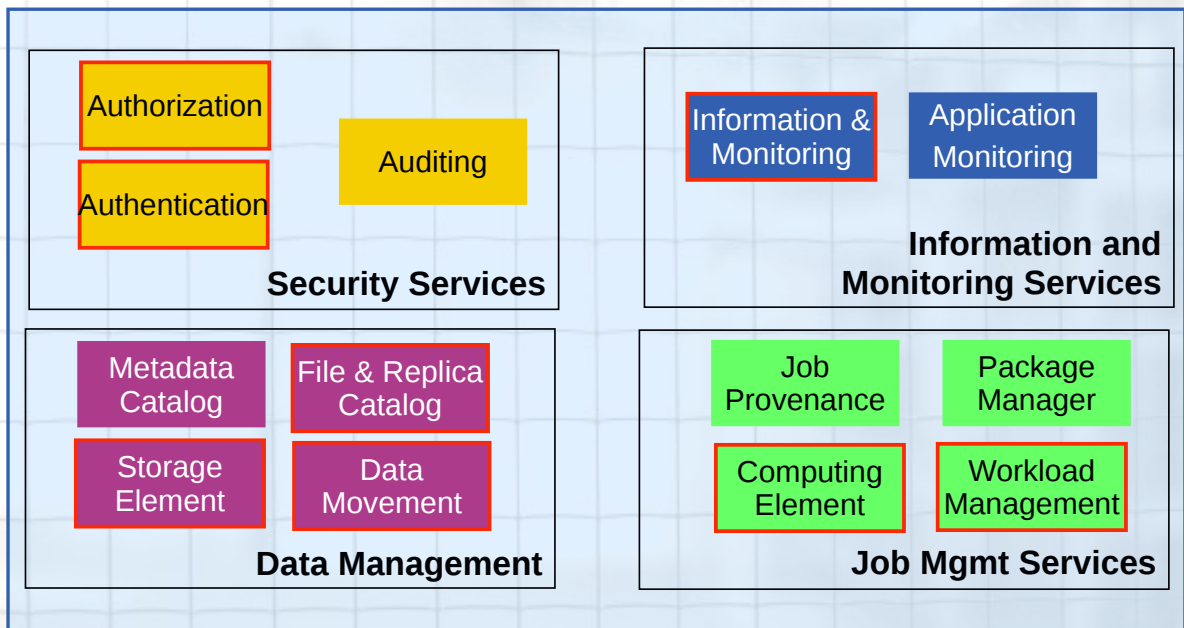 Authorization
Authentication
Auditing
Security Services
Information &
Monitoring
Application
Monitoring
Information and
Monitoring Services
Metadata
Catalog
File & Replica
Catalog
Storage
Element
Data
Movement
Data Management
Job
Provenance
Package
Manager
Computing
Element
Workload
Management
Job Mgmt Services